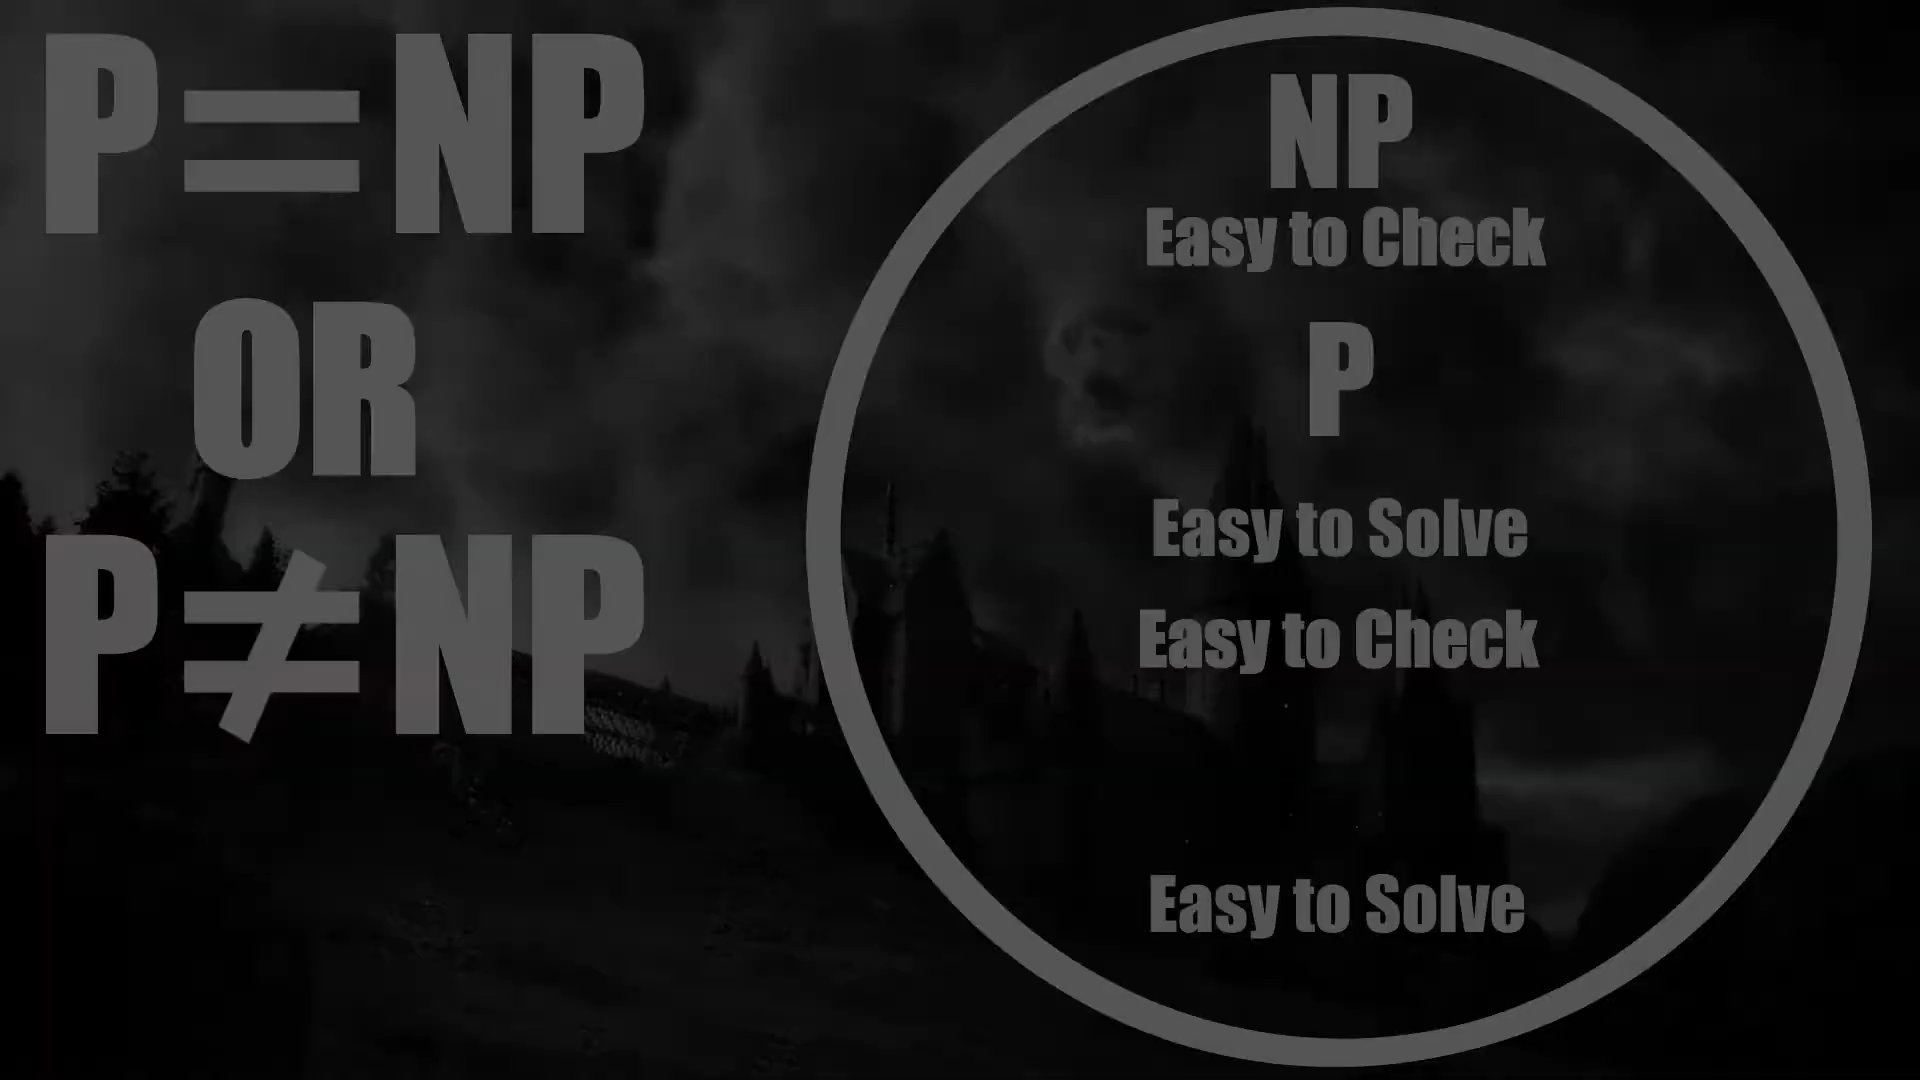 P=NP
OR
P≠NP
NP
Easy to Check
P
Easy to Solve
Easy to Check
Easy to Solve